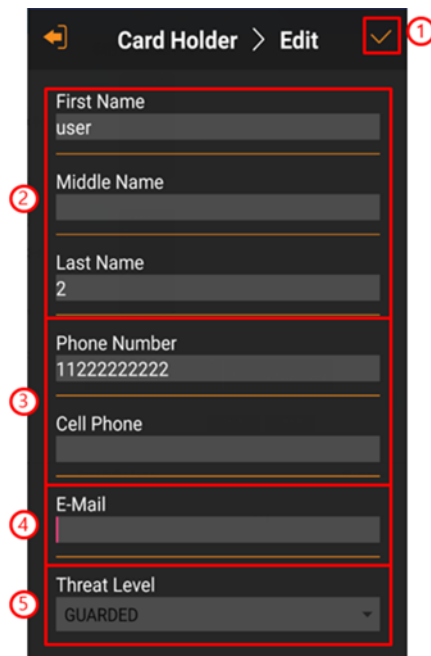 Card Holder > Edit
1
First Name
user
2
Middle Name
Last Name
2
Phone Number
11222222222
3
Cell Phone
4
E-Mail
5
Threat Level
GUARDED